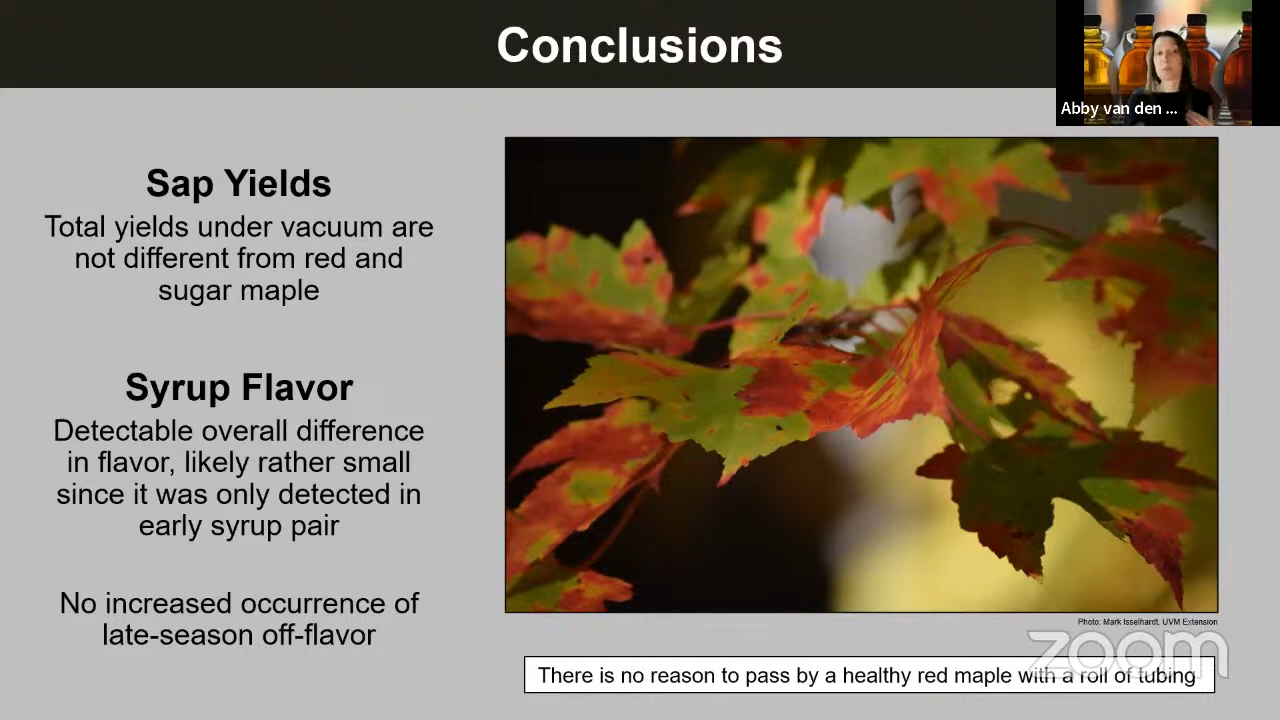 Conclusions
Abby van den ...
Sap Yields
Total yields under vacuum are
not different from red and
sugar maple
Syrup Flavor
Detectable overall difference
in flavor, likely rather small
since it was only detected in
early syrup pair
No increased occurrence of
late-season off-flavor
Photo: Mark Isselhardt, UVM Extension
zoom
There is no reason to pass by a healthy red maple with a roll of tubing